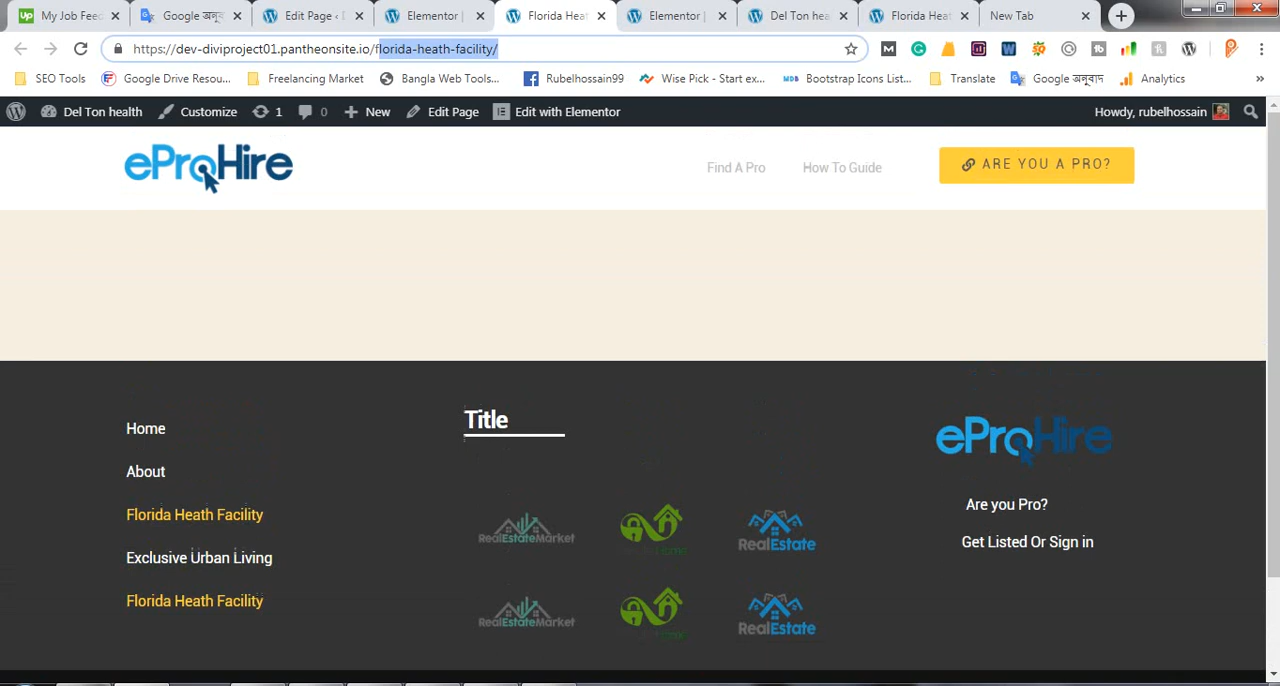 My Job Feed
Google अनुवाद
Edit Page ‹ D
Elementor |
Florida Heat
Elementor |
Del Ton hea
Florida Heat
New Tab
https://dev-diviproject01.pantheonsite.io/florida-heath-facility/
SEO Tools
Google Drive Resou...
Freelancing Market
Bangla Web Tools...
Rubelhossain99
Wise Pick - Start ex...
Bootstrap Icons List...
Translate
Google अनुवाद
Analytics
»
Del Ton health
Customize
1
0
New
Edit Page
Edit with Elementor
Howdy, rubelhossain
eProHire
Find A Pro
How To Guide
ARE YOU A PRO?
Home
About
Florida Heath Facility
Exclusive Urban Living
Florida Heath Facility
Title
RealEstateMarket
RealEstate
RealEstateMarket
RealEstate
eProHire
Are you Pro?
Get Listed Or Sign in